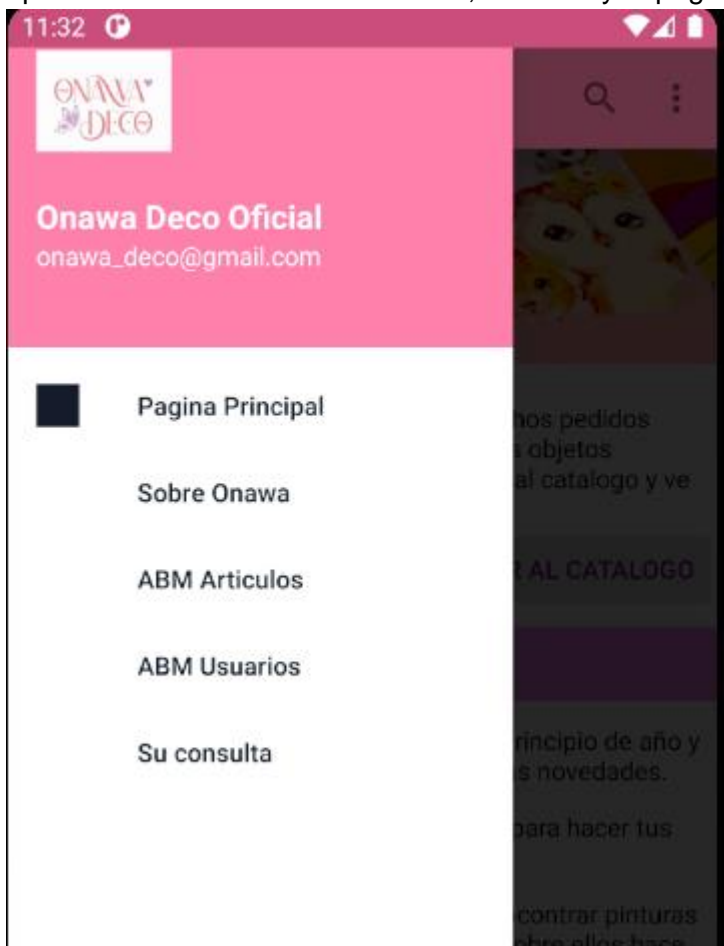 11:32
ONAWA
DECO
Onawa Deco Oficial
onawa_deco@gmail.com
Pagina Principal
Sobre Onawa
ABM Articulos
ABM Usuarios
Su consulta
hos pedidos
objetos
al catalogo y ve
R AL CATALOGO
rincipio de año y
s novedades.
para hacer tus
contrar pinturas